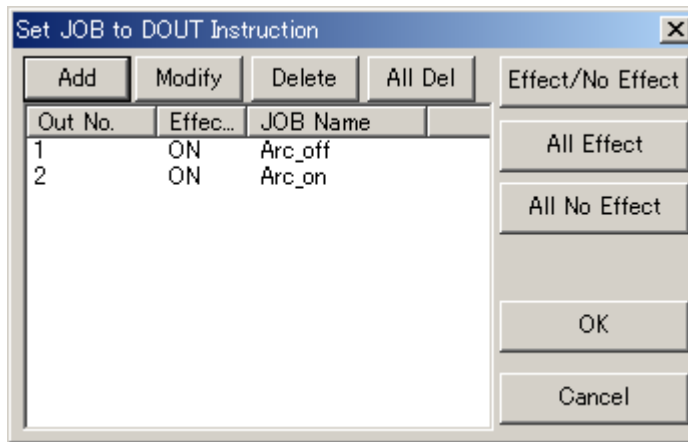 Set JOB to DOUT Instruction
Add Modify Delete All Del Effect/No Effect
Out No. Effec... JOB Name
1 ON Arc_off
2 ON Arc_on
All Effect
All No Effect
OK
Cancel